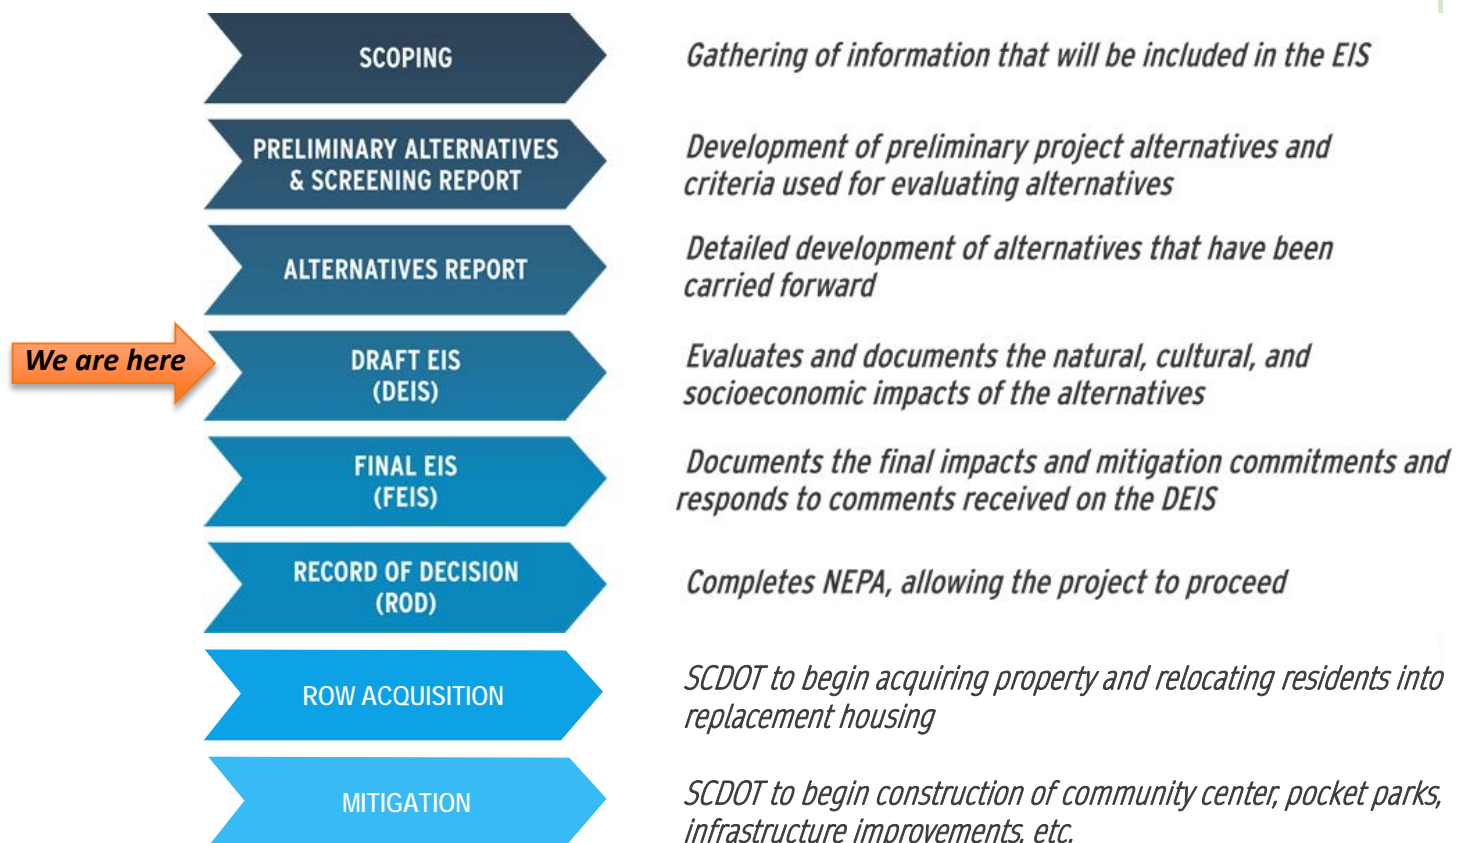 SCOPING
Gathering of information that will be included in the EIS
PRELIMINARY ALTERNATIVES
& SCREENING REPORT
Development of preliminary project alternatives and
criteria used for evaluating alternatives
ALTERNATIVES REPORT
Detailed development of alternatives that have been
carried forward
We are here
DRAFT EIS
(DEIS)
Evaluates and documents the natural, cultural, and
socioeconomic impacts of the alternatives
FINAL EIS
(FEIS)
Documents the final impacts and mitigation commitments and
responds to comments received on the DEIS
RECORD OF DECISION
(ROD)
Completes NEPA, allowing the project to proceed
ROW ACQUISITION
SCDOT to begin acquiring property and relocating residents into
replacement housing
MITIGATION
SCDOT to begin construction of community center, pocket parks,
infrastructure improvements, etc.